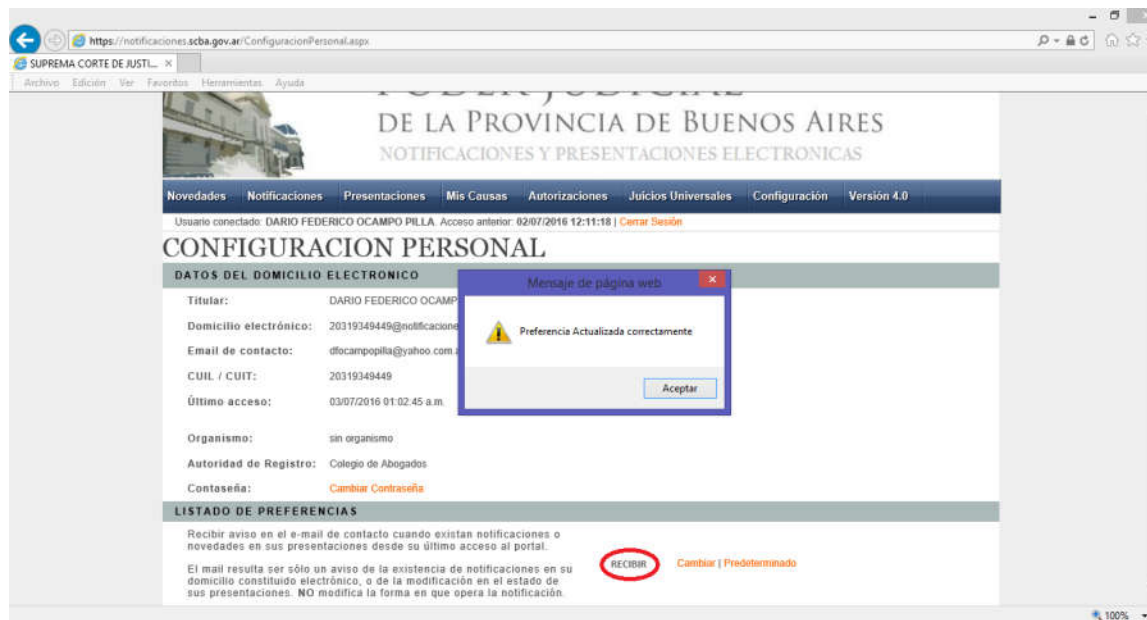 https://notificaciones.scba.gov.ar/ConfiguracionPersonal.aspx
SUPREMA CORTE DE JUSTI...
Archivo Edición Ver Favoritos Herramientas Ayuda
PODER JUDICIAL
DE LA PROVINCIA DE BUENOS AIRES
NOTIFICACIONES Y PRESENTACIONES ELECTRONICAS
Novedades Notificaciones Presentaciones Mis Causas Autorizaciones Juicios Universales Configuración Versión 4.0
Usuario conectado: DARIO FEDERICO OCAMPO PILLA. Acceso anterior: 02/07/2016 12:11:18 | Cerrar Sesión
CONFIGURACION PERSONAL
DATOS DEL DOMICILIO ELECTRONICO
Titular: DARIO FEDERICO OCAMP
Domicilio electrónico: 20319349449@notificacione
Email de contacto: dfocampopilla@yahoo.com.a
CUIL / CUIT: 20319349449
Último acceso: 03/07/2016 01:02:45 a.m.
Organismo: sin organismo
Autoridad de Registro: Colegio de Abogados
Contaseña: Cambiar Contraseña
Mensaje de página web
Preferencia Actualizada correctamente
Aceptar
LISTADO DE PREFERENCIAS
Recibir aviso en el e-mail de contacto cuando existan notificaciones o
novedades en sus presentaciones desde su último acceso al portal.
El mail resulta ser sólo un aviso de la existencia de notificaciones en su
domicilio constituido electrónico, o de la modificación en el estado de
sus presentaciones. NO modifica la forma en que opera la notificación.
RECIBIR Cambiar | Predeterminado
100%